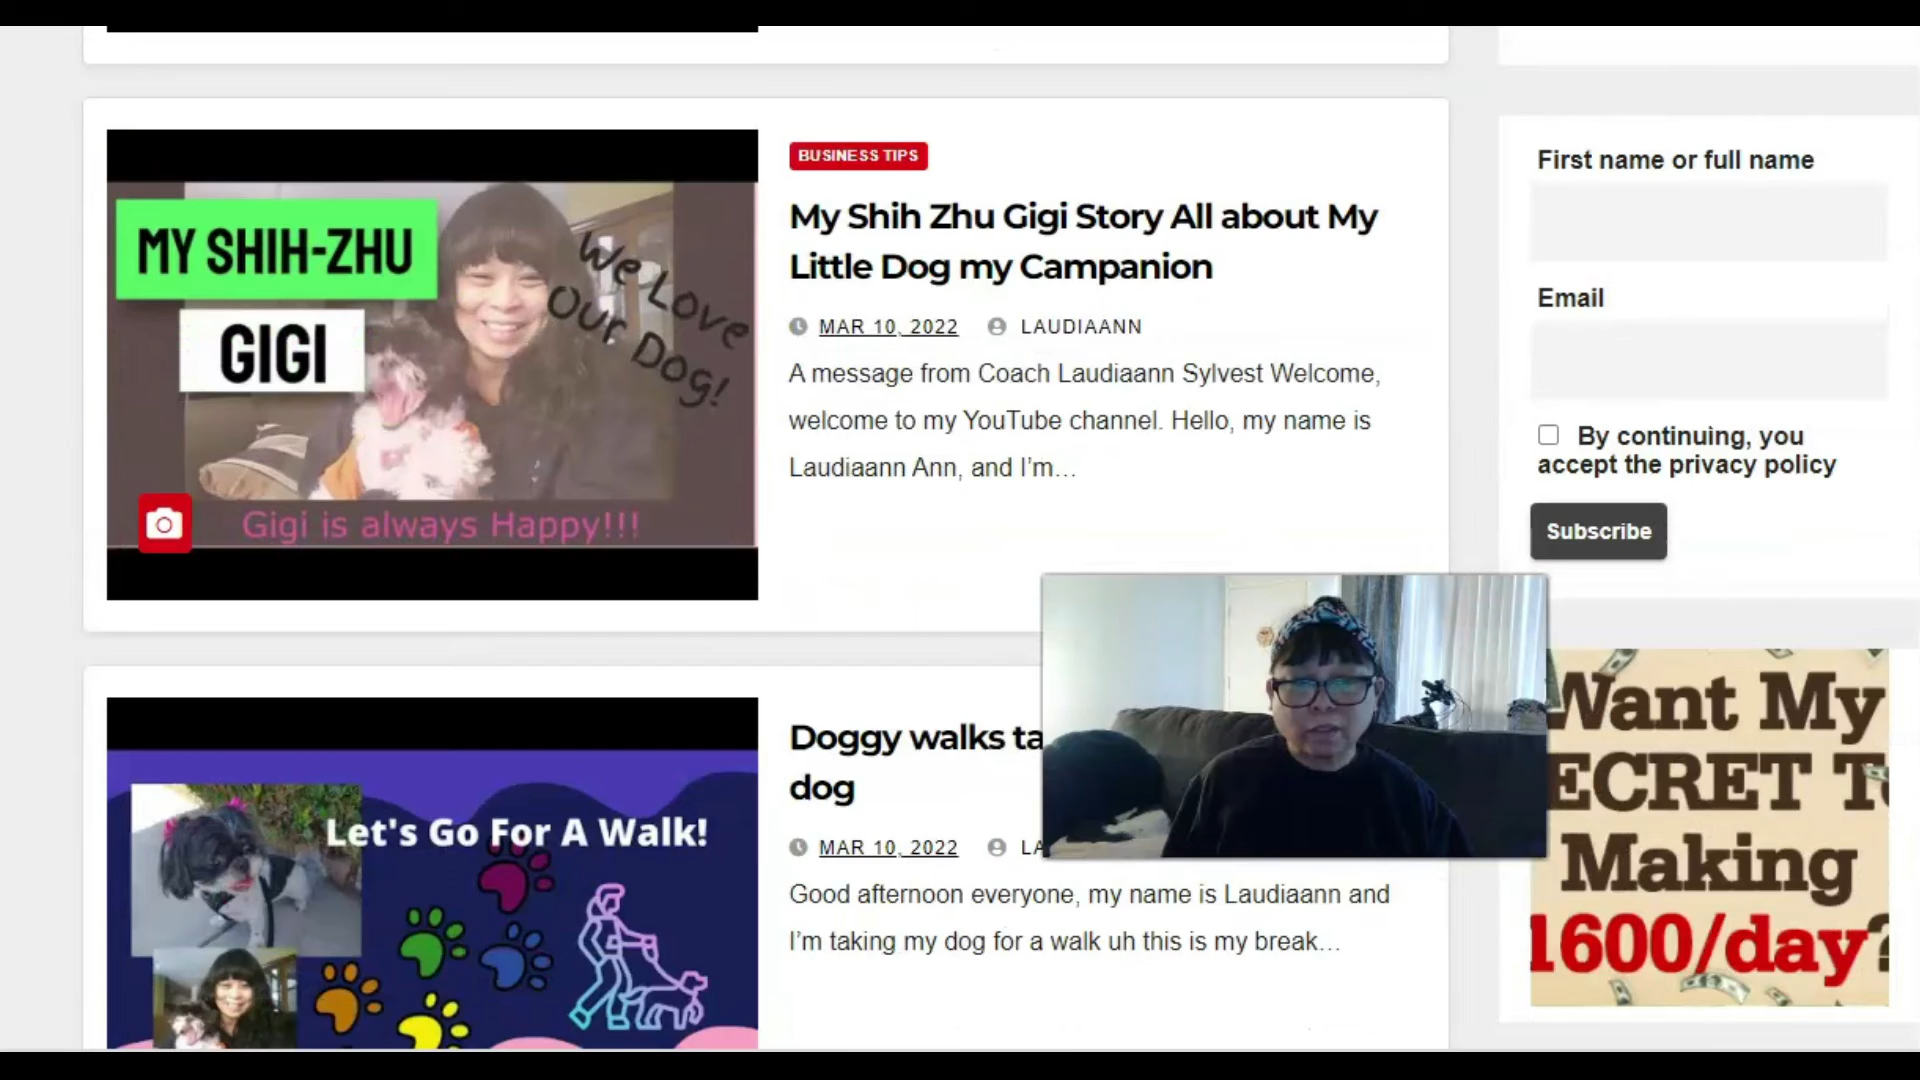 MY SHIH-ZHU
GIGI
We Love
Our Dog!
Gigi is always Happy!!!
BUSINESS TIPS
My Shih Zhu Gigi Story All about My
Little Dog my Campanion
MAR 10, 2022 LAUDIAANN
A message from Coach Laudiaann Sylvest Welcome,
welcome to my YouTube channel. Hello, my name is
Laudiaann Ann, and I’m…
Let's Go For A Walk!
Doggy walks ta
dog
MAR 10, 2022 LA
Good afternoon everyone, my name is Laudiaann and
I’m taking my dog for a walk uh this is my break…
First name or full name
Email
By continuing, you
accept the privacy policy
Subscribe
Want My
ECRET T
Making
1600/day?